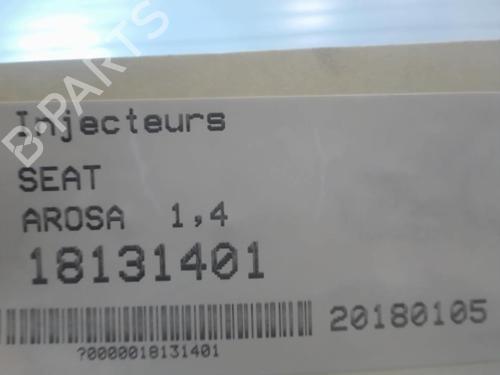 B-PARTS
Injecteurs
SEAT
AROSA 1,4
18131401
20180105
?0000018131401